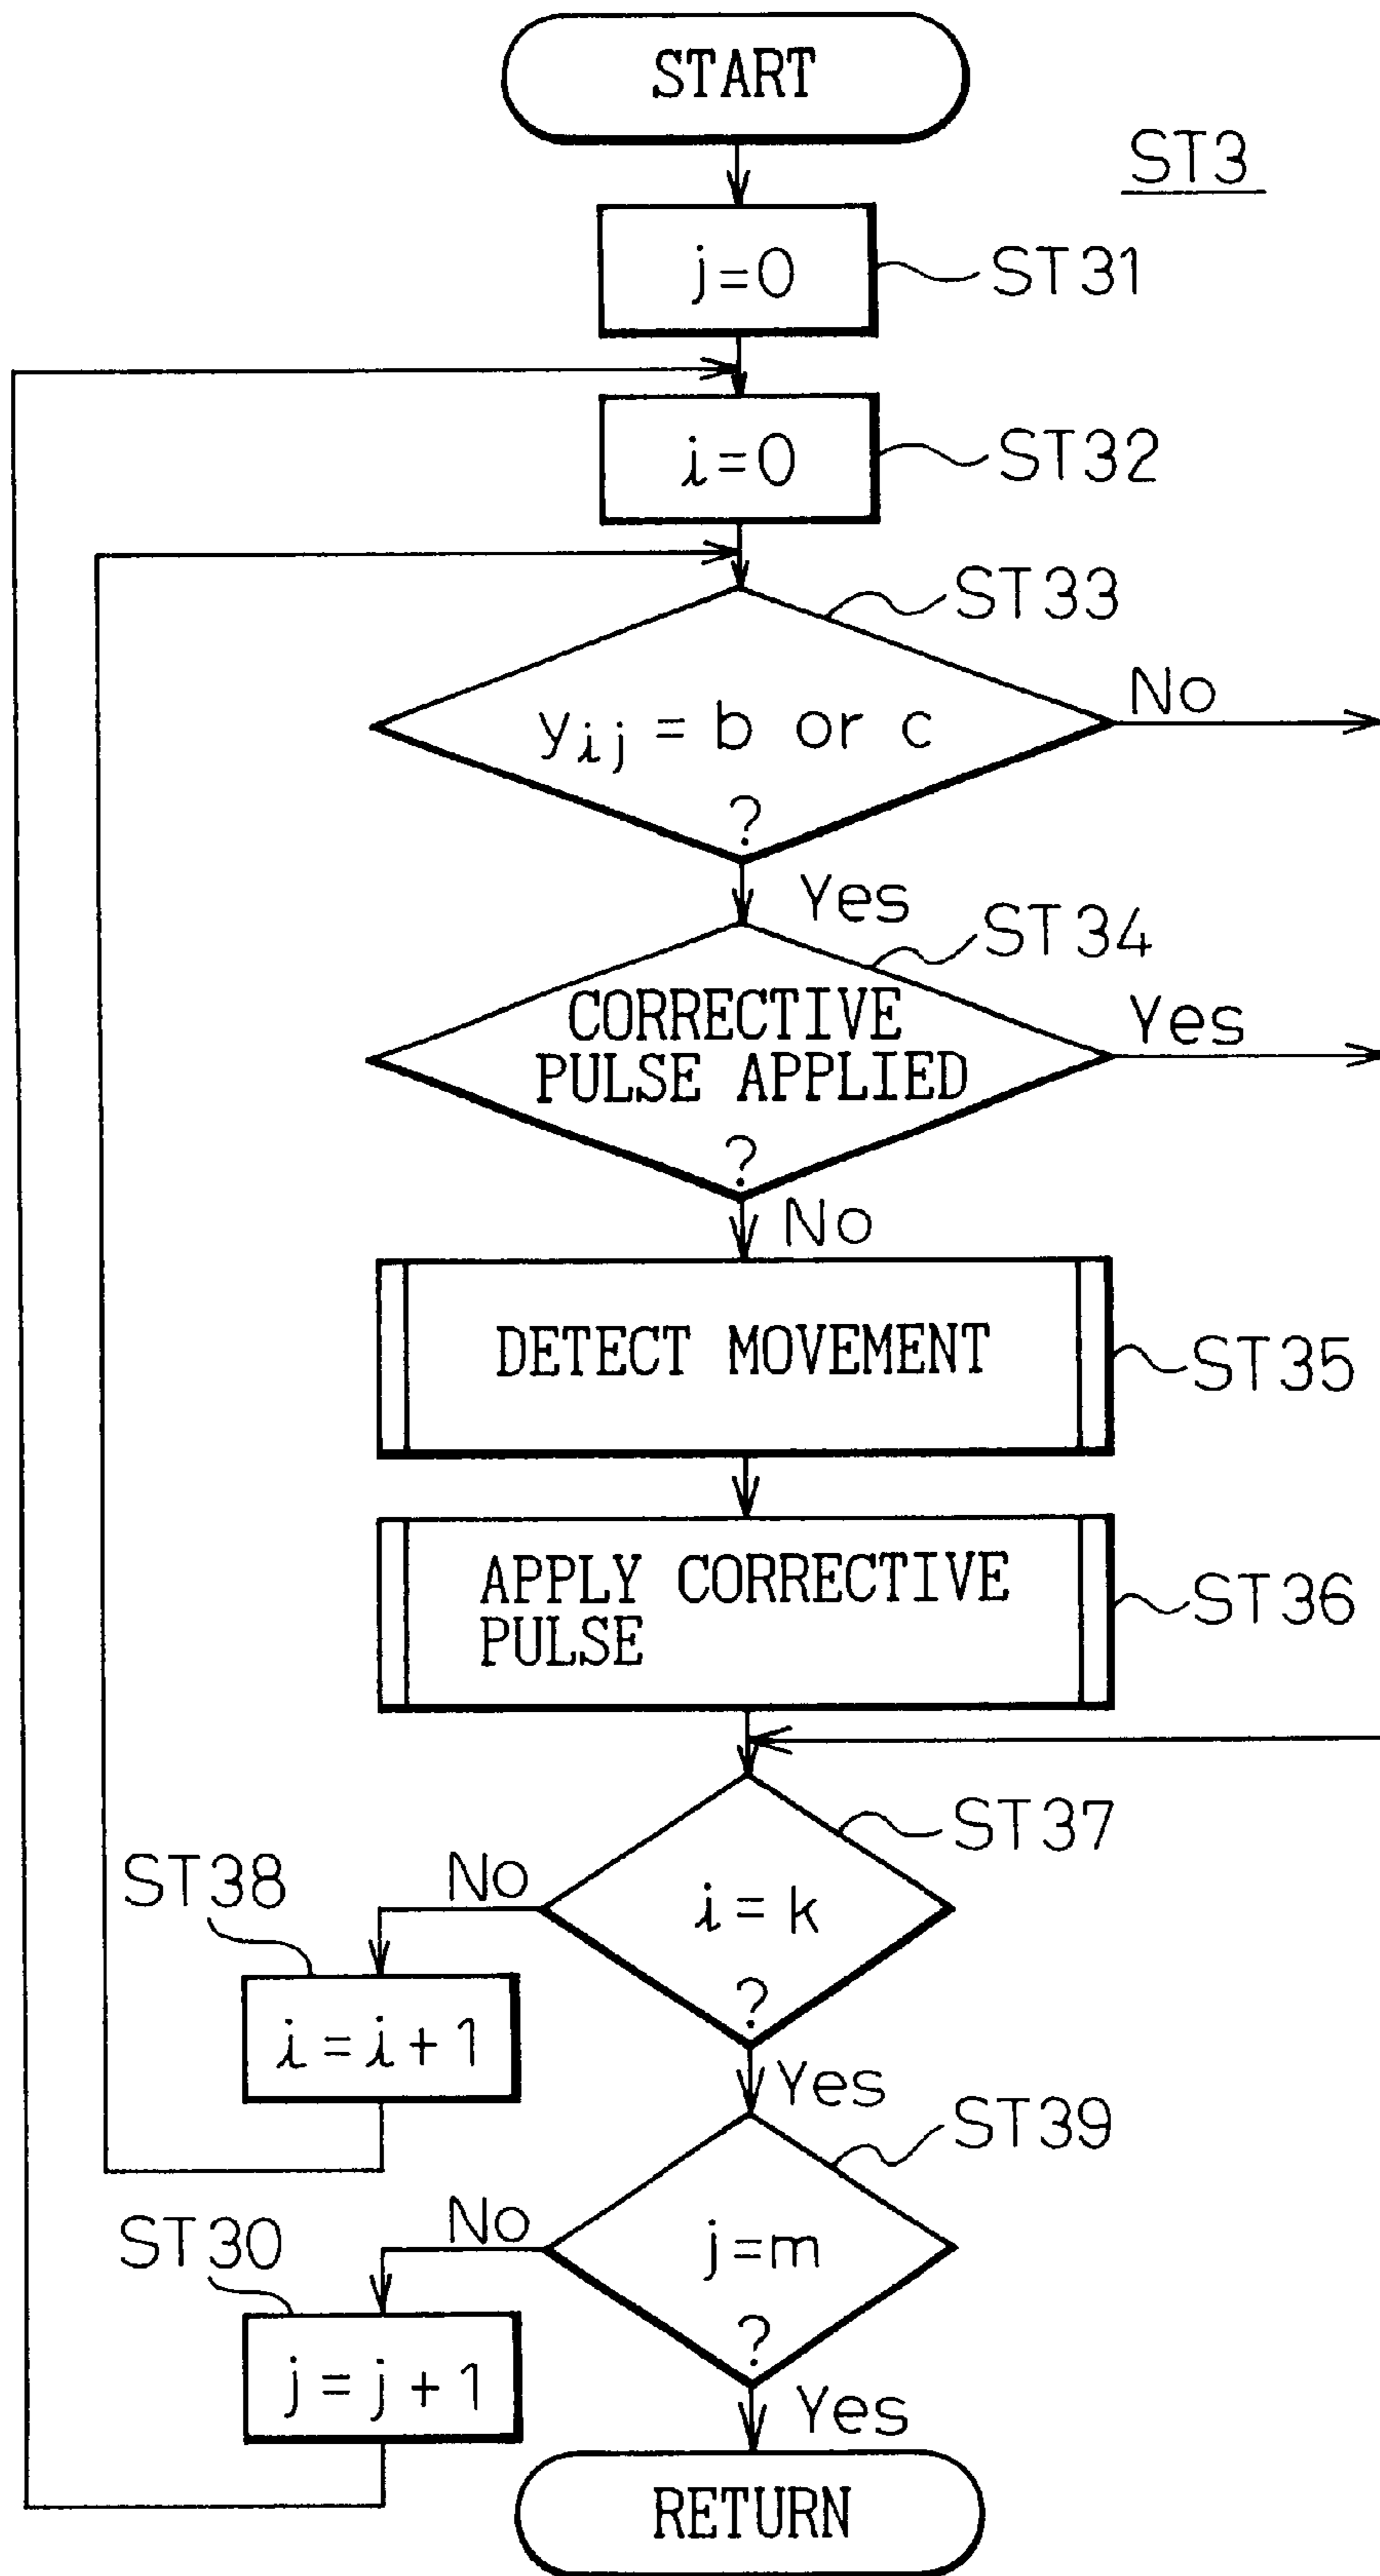 START
ST3
j=0
ST31
i=0
ST32
ST33
yij = b or c
?
No
Yes
ST34
CORRECTIVE
PULSE APPLIED
?
Yes
No
DETECT MOVEMENT
ST35
APPLY CORRECTIVE
PULSE
ST36
ST37
i = k
?
No
ST38
i = i + 1
Yes
ST39
j=m
?
No
ST30
j = j + 1
Yes
RETURN